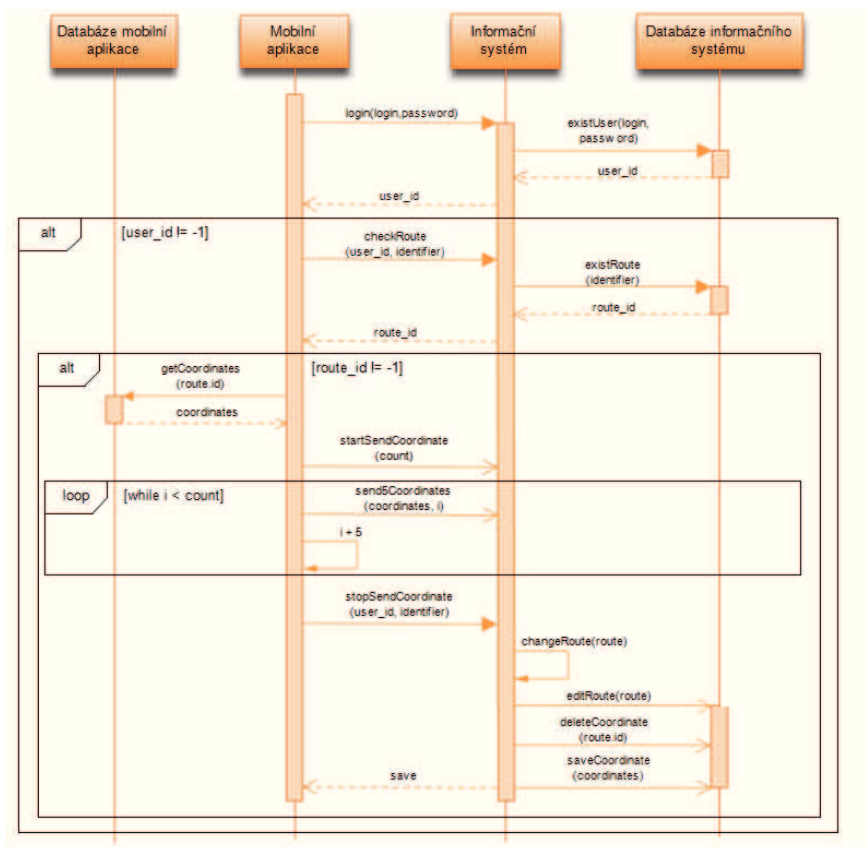 Databáze mobilní
aplikace
Mobilní
aplikace
Informační
systém
Databáze informačního
systému
login(login,password)
existUser(login,
password)
user_id
user_id
alt
[user_id != -1]
checkRoute
(user_id, identifier)
existRoute
(identifier)
route_id
route_id
alt
[route_id != -1]
getCoordinates
(route.id)
coordinates
startSendCoordinate
(count)
loop
[while i < count]
send5Coordinates
(coordinates, i)
i + 5
stopSendCoordinate
(user_id, identifier)
changeRoute(route)
editRoute(route)
deleteCoordinate
(route.id)
saveCoordinate
(coordinates)
save